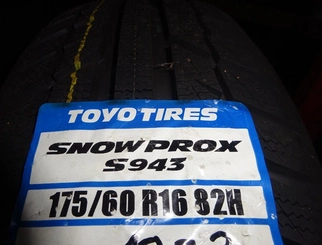 TOYO TIRES
SNOWPROX
S943
175/60 R16 82H